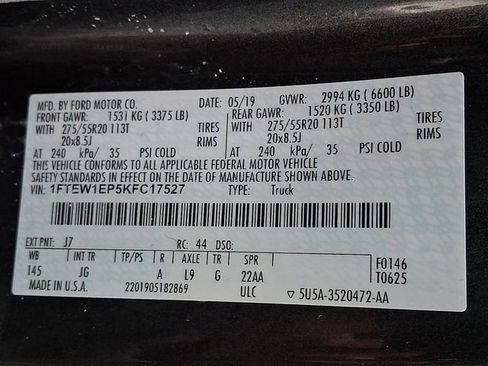 MFD. BY FORD MOTOR CO. DATE: 05/19 GVWR: 2994 KG ( 6600 LB)
FRONT GAWR: 1531 KG ( 3375 LB) REAR GAWR: 1520 KG ( 3350 LB)
WITH 275/55R20 113T TIRES WITH 275/55R20 113T TIRES
20x8.5J RIMS 20x8.5J RIMS
AT 240 kPa/ 35 PSI COLD AT 240 kPa/ 35 PSI COLD
THIS VEHICLE CONFORMS TO ALL APPLICABLE FEDERAL MOTOR VEHICLE
SAFETY STANDARDS IN EFFECT ON THE DATE OF MANUFACTURE SHOWN ABOVE.
VIN: 1FTEW1EP5KFC17527 TYPE: Truck
EXT PNT: J7 RC: 44 DSO:
WB INT TR TP/PS R AXLE TR SPR F0146
145 JG A L9 G 22AA T0625
MADE IN U.S.A. 2201905182869 ULC ▽ 5U5A-3520472-AA